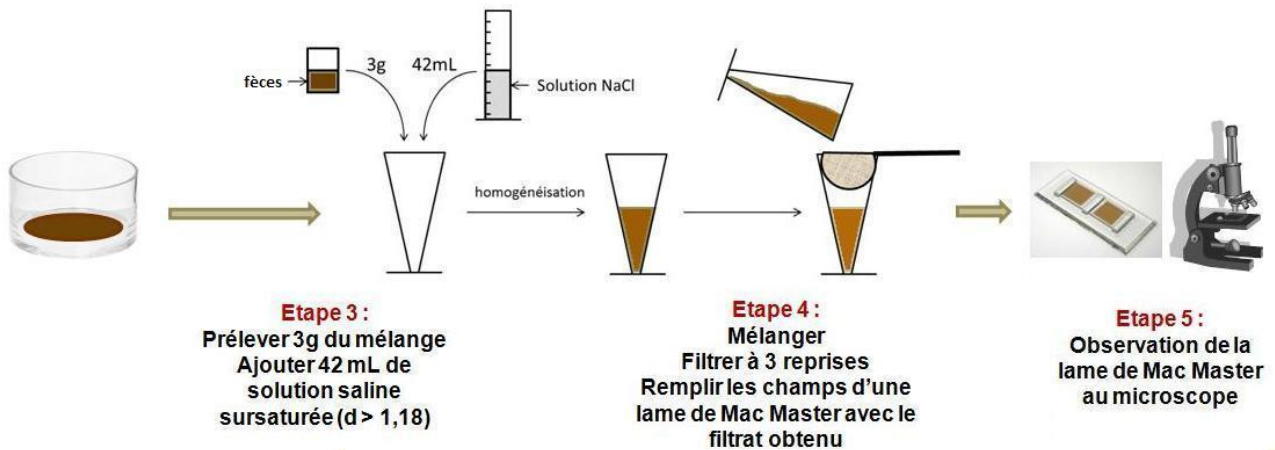 fèces
3g
42mL
Solution NaCl
homogénéisation
Etape 3 :
Prélever 3g du mélange
Ajouter 42 mL de
solution saline
sursaturée (d > 1,18)
Etape 4 :
Mélanger
Filtrer à 3 reprises
Remplir les champs d’une
lame de Mac Master avec le
filtrat obtenu
Etape 5 :
Observation de la
lame de Mac Master
au microscope